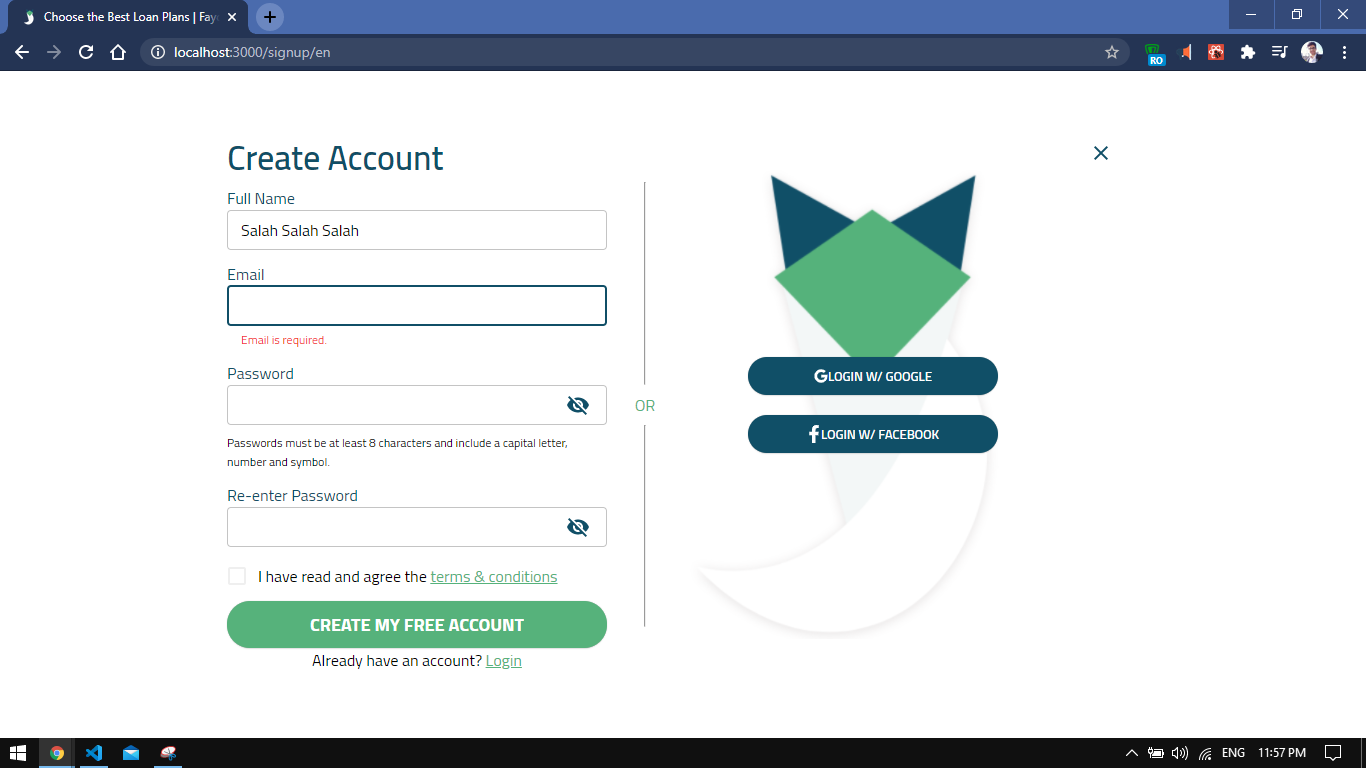 Choose the Best Loan Plans | Fay
localhost:3000/signup/en
RO
Create Account
Full Name
Salah Salah Salah
Email
Email is required.
Password
Passwords must be at least 8 characters and include a capital letter,
number and symbol.
Re-enter Password
I have read and agree the terms & conditions
CREATE MY FREE ACCOUNT
Already have an account? Login
OR
LOGIN W/ GOOGLE
LOGIN W/ FACEBOOK
ENG 11:57 PM